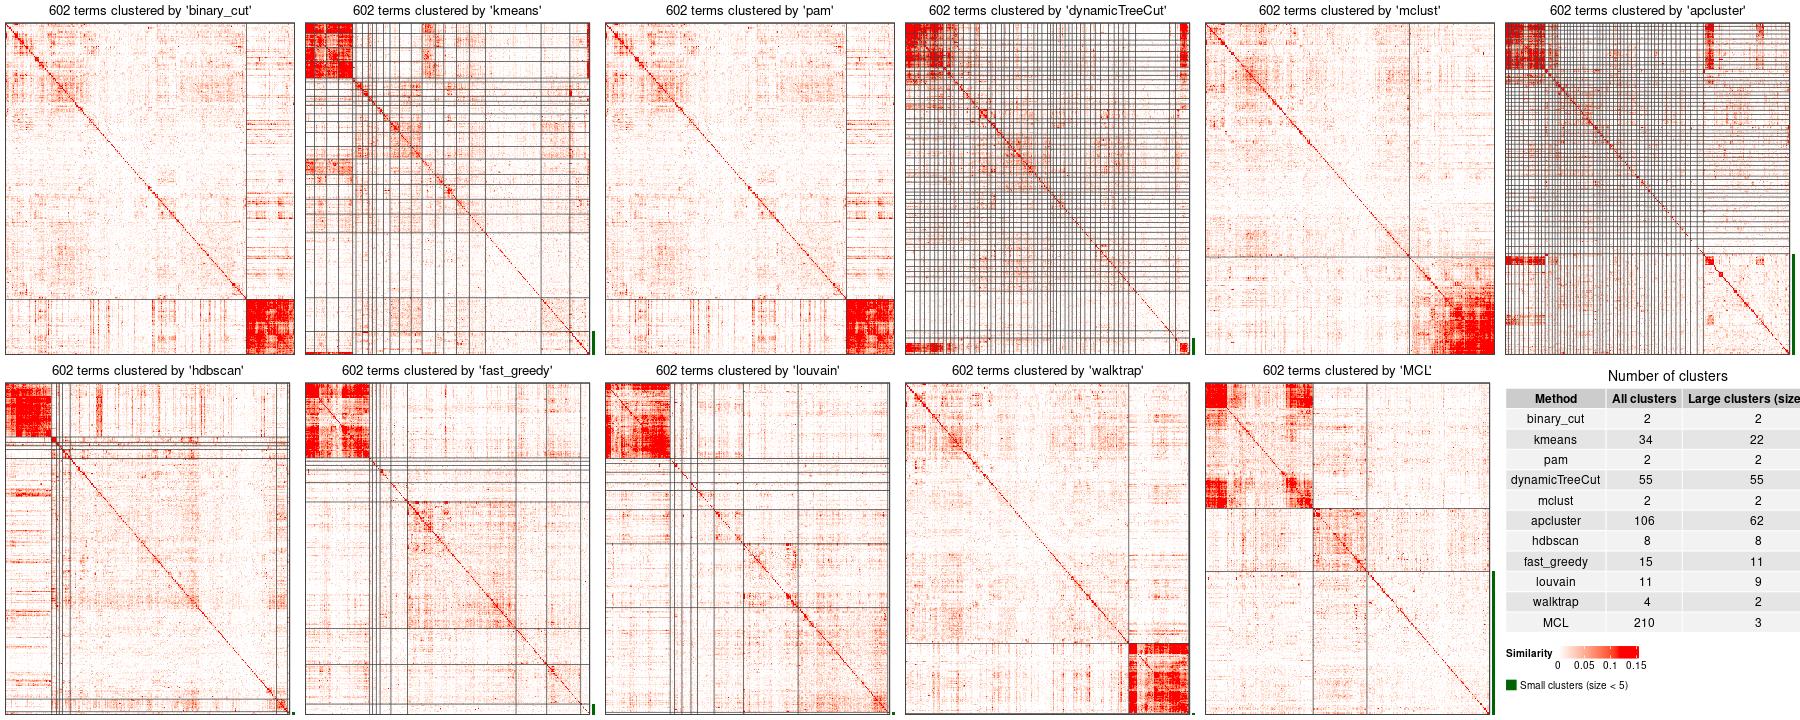 602 terms clustered by 'binary_cut'
602 terms clustered by 'kmeans'
602 terms clustered by 'pam'
602 terms clustered by 'dynamicTreeCut'
602 terms clustered by 'mclust'
602 terms clustered by 'apcluster'
602 terms clustered by 'hdbscan'
602 terms clustered by 'fast_greedy'
602 terms clustered by 'louvain'
602 terms clustered by 'walktrap'
602 terms clustered by 'MCL'
Number of clusters
Method All clusters Large clusters (size
binary_cut 2 2
kmeans 34 22
pam 2 2
dynamicTreeCut 55 55
mclust 2 2
apcluster 106 62
hdbscan 8 8
fast_greedy 15 11
louvain 11 9
walktrap 4 2
MCL 210 3
Similarity
0 0.05 0.1 0.15
Small clusters (size < 5)